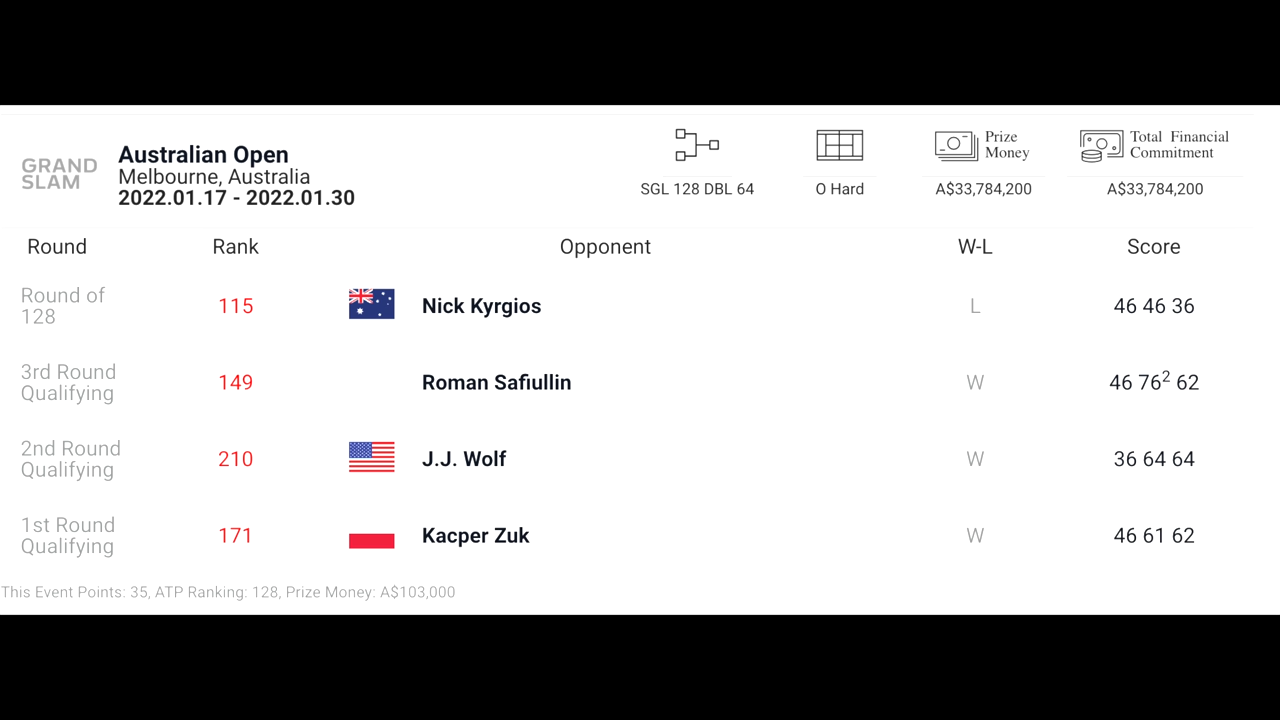 GRAND
SLAM
Australian Open
Melbourne, Australia
2022.01.17 - 2022.01.30
SGL 128 DBL 64
O Hard
Prize
Money
A$33,784,200
Total Financial
Commitment
A$33,784,200
Round Rank Opponent W-L Score
Round of
128
115 Nick Kyrgios L 46 46 36
3rd Round
Qualifying
149 Roman Safiullin W 46 76² 62
2nd Round
Qualifying
210 J.J. Wolf W 36 64 64
1st Round
Qualifying
171 Kacper Zuk W 46 61 62
This Event Points: 35, ATP Ranking: 128, Prize Money: A$103,000